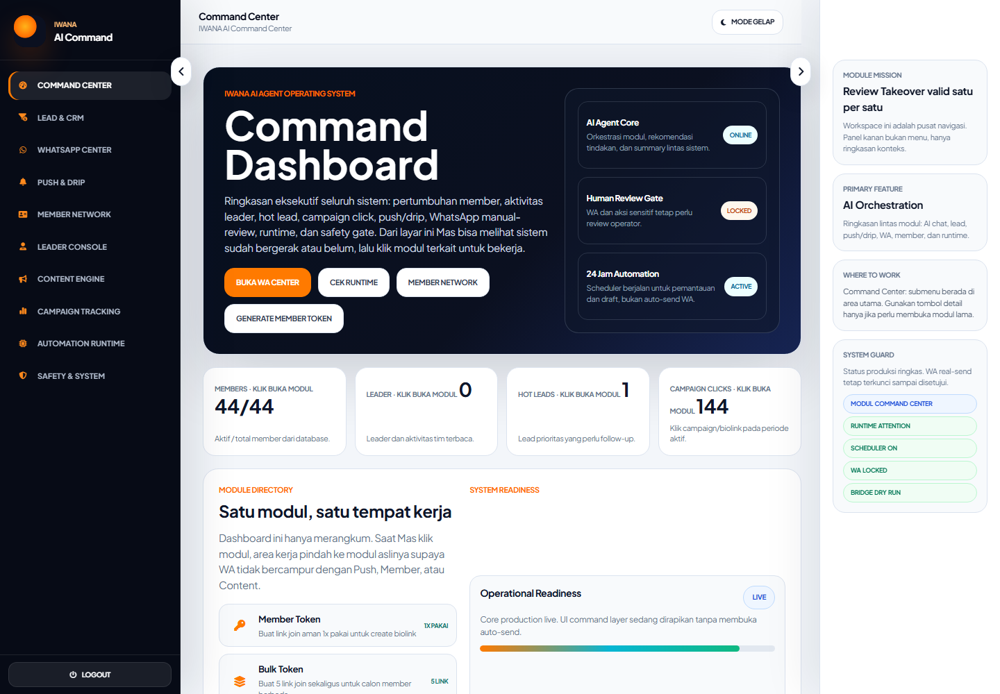 IWANA
AI Command
COMMAND CENTER
LEAD & CRM
WHATSAPP CENTER
PUSH & DRIP
MEMBER NETWORK
LEADER CONSOLE
CONTENT ENGINE
CAMPAIGN TRACKING
AUTOMATION RUNTIME
SAFETY & SYSTEM
LOGOUT
Command Center
IWANA AI Command Center
MODE GELAP
IWANA AI AGENT OPERATING SYSTEM
Command
Dashboard
Ringkasan eksekutif seluruh sistem: pertumbuhan member, aktivitas
leader, hot lead, campaign click, push/drip, WhatsApp manual-
review, runtime, dan safety gate. Dari layar ini Mas bisa melihat sistem
sudah bergerak atau belum, lalu klik modul terkait untuk bekerja.
BUKA WA CENTER
CEK RUNTIME
MEMBER NETWORK
GENERATE MEMBER TOKEN
AI Agent Core
Orkestrasi modul, rekomendasi
tindakan, dan summary lintas sistem.
ONLINE
Human Review Gate
WA dan aksi sensitif tetap perlu
review operator.
LOCKED
24 Jam Automation
Scheduler berjalan untuk pemantauan
dan draft, bukan auto-send WA.
ACTIVE
MEMBERS · KLIK BUKA MODUL
44/44
Aktif / total member dari database.
LEADER · KLIK BUKA MODUL 0
Leader dan aktivitas tim terbaca.
HOT LEADS · KLIK BUKA MODUL 1
Lead prioritas yang perlu follow-up.
CAMPAIGN CLICKS · KLIK BUKA
MODUL 144
Klik campaign/biolink pada periode
aktif.
MODULE DIRECTORY
Satu modul, satu tempat kerja
Dashboard ini hanya merangkum. Saat Mas klik
modul, area kerja pindah ke modul aslinya supaya
WA tidak bercampur dengan Push, Member, atau
Content.
Member Token
Buat link join aman 1x pakai untuk create biolink
1X PAKAI
Bulk Token
Buat 5 link join sekaligus untuk calon member
berbeda.
5 LINK
SYSTEM READINESS
Operational Readiness
LIVE
Core production live. UI command layer sedang dirapikan tanpa membuka
auto-send.
MODULE MISSION
Review Takeover valid satu
per satu
Workspace ini adalah pusat navigasi.
Panel kanan bukan menu, hanya
ringkasan konteks.
PRIMARY FEATURE
AI Orchestration
Ringkasan lintas modul: AI chat, lead,
push/drip, WA, member, dan runtime.
WHERE TO WORK
Command Center: submenu berada di
area utama. Gunakan tombol detail
hanya jika perlu membuka modul lama.
SYSTEM GUARD
Status produksi ringkas. WA real-send
tetap terkunci sampai disetujui.
MODUL COMMAND CENTER
RUNTIME ATTENTION
SCHEDULER ON
WA LOCKED
BRIDGE DRY RUN